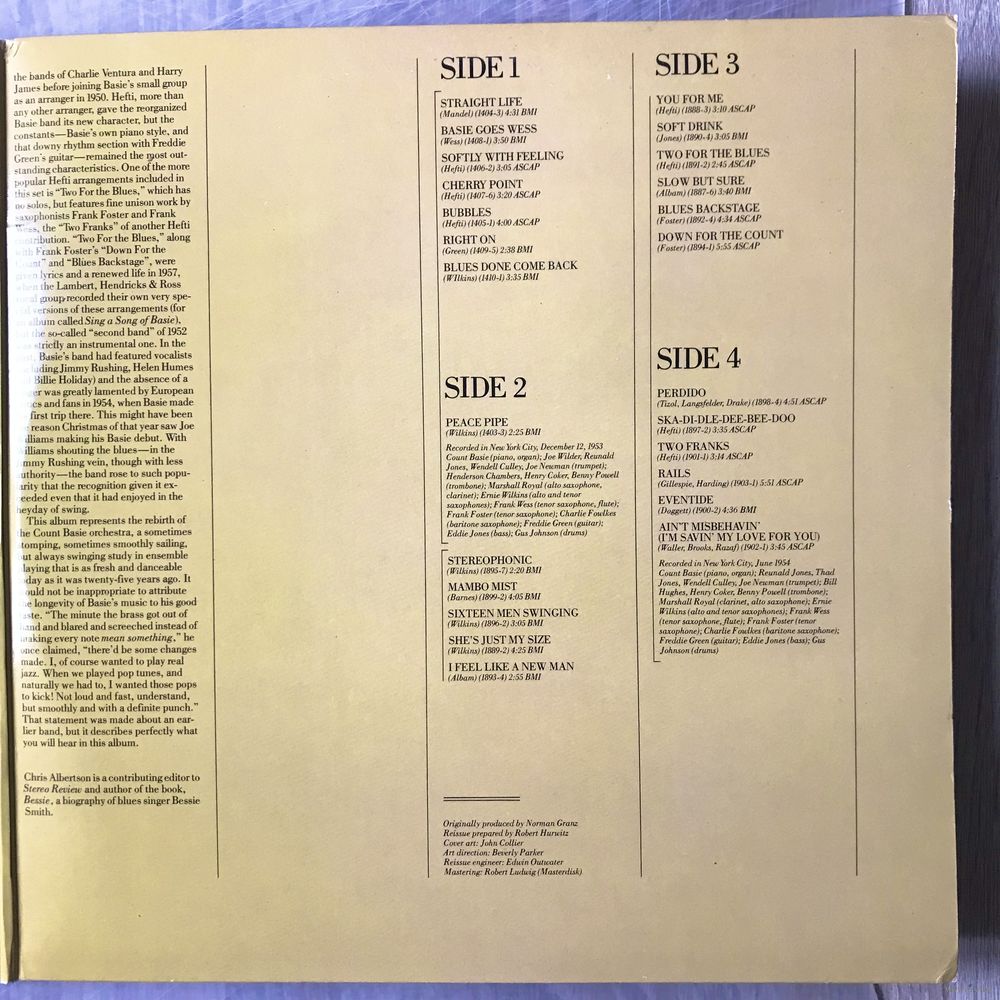 the bands of Charlie Ventura and Harry
James before joining Basie's small group
as an arranger in 1950. Hefti, more than
any other arranger, gave the reorganized
Basie band its new character, but the
constants—Basie's own piano style, and
that downy rhythm section with Freddie
Green's guitar—remained the most out-
standing characteristics. One of the more
popular Hefti arrangements included in
this set is "Two For the Blues," which has
no solos, but features fine unison work by
saxophonists Frank Foster and Frank
Wess, the "Two Franks" of another Hefti
contribution. "Two For the Blues," along
with Frank Foster's "Down For the
Count" and "Blues Backstage", were
given lyrics and a renewed life in 1957,
when the Lambert, Hendricks & Ross
group recorded their own very spe-
versions of these arrangements (for
album called Sing a Song of Basie),
the so-called "second band" of 1952
strictly an instrumental one. In the
Basie's band had featured vocalists
Jimmy Rushing, Helen Humes
Billie Holiday) and the absence of a
was greatly lamented by European
and fans in 1954, when Basie made
first trip there. This might have been
reason Christmas of that year saw Joe
Williams making his Basie debut. With
Williams shouting the blues—in the
Jimmy Rushing vein, though with less
authority—the band rose to such popu-
larity that the recognition given it ex-
ceeded even that it had enjoyed in the
heyday of swing.
This album represents the rebirth of
the Count Basie orchestra, a sometimes
stomping, sometimes smoothly sailing,
but always swinging study in ensemble
playing that is as fresh and danceable
today as it was twenty-five years ago. It
would not be inappropriate to attribute
the longevity of Basie's music to his good
taste. "The minute the brass got out of
hand and blared and screeched instead of
making every note mean something," he
once claimed, "there'd be some changes
made. I, of course wanted to play real
jazz. When we played pop tunes, and
naturally we had to, I wanted those pops
to kick! Not loud and fast, understand,
but smoothly and with a definite punch."
That statement was made about an ear-
lier band, but it describes perfectly what
you will hear in this album.
Chris Albertson is a contributing editor to
Stereo Review and author of the book,
Bessie, a biography of blues singer Bessie
Smith.
SIDE 1
STRAIGHT LIFE
(Mandel) (1404-3) 4:31 BMI
BASIE GOES WESS
(Wess) (1408-1) 3:50 BMI
SOFTLY WITH FEELING
(Hefti) (1406-2) 3:05 ASCAP
CHERRY POINT
(Hefti) (1407-6) 3:20 ASCAP
BUBBLES
(Hefti) (1405-1) 4:00 ASCAP
RIGHT ON
(Green) (1409-5) 2:38 BMI
BLUES DONE COME BACK
(WIlkins) (1410-1) 3:35 BMI
SIDE 2
PEACE PIPE
(Wilkins) (1403-3) 2:25 BMI
Recorded in New York City, December 12, 1953
Count Basie (piano, organ); Joe Wilder, Reunald
Jones, Wendell Culley, Joe Newman (trumpet);
Henderson Chambers, Henry Coker, Benny Powell
(trombone); Marshall Royal (alto saxophone,
clarinet); Ernie Wilkins (alto and tenor
saxophones); Frank Wess (tenor saxophone, flute);
Frank Foster (tenor saxophone); Charlie Fowlkes
(baritone saxophone); Freddie Green (guitar);
Eddie Jones (bass); Gus Johnson (drums)
STEREOPHONIC
(Wilkins) (1895-7) 2:20 BMI
MAMBO MIST
(Barnes) (1899-2) 4:05 BMI
SIXTEEN MEN SWINGING
(Wilkins) (1896-2) 3:05 BMI
SHE'S JUST MY SIZE
(Wilkins) (1889-2) 4:25 BMI
I FEEL LIKE A NEW MAN
(Albam) (1893-4) 2:55 BMI
Originally produced by Norman Granz
Reissue prepared by Robert Hurwitz
Cover art: John Collier
Art direction: Beverly Parker
Reissue engineer: Edwin Outwater
Mastering: Robert Ludwig (Masterdisk)
SIDE 3
YOU FOR ME
(Hefti) (1888-3) 3:10 ASCAP
SOFT DRINK
(Jones) (1890-4) 3:05 BMI
TWO FOR THE BLUES
(Hefti) (1891-2) 2:45 ASCAP
SLOW BUT SURE
(Albam) (1887-6) 3:40 BMI
BLUES BACKSTAGE
(Foster) (1892-4) 4:34 ASCAP
DOWN FOR THE COUNT
(Foster) (1894-1) 5:55 ASCAP
SIDE 4
PERDIDO
(Tizol, Langsfelder, Drake) (1898-4) 4:51 ASCAP
SKA-DI-DLE-DEE-BEE-DOO
(Hefti) (1897-2) 3:35 ASCAP
TWO FRANKS
(Hefti) (1901-1) 3:14 ASCAP
RAILS
(Gillespie, Harding) (1903-1) 5:51 ASCAP
EVENTIDE
(Doggett) (1900-2) 4:36 BMI
AIN'T MISBEHAVIN'
(I'M SAVIN' MY LOVE FOR YOU)
(Waller, Brooks, Razaf) (1902-1) 3:45 ASCAP
Recorded in New York City, June 1954
Count Basie (piano, organ); Reunald Jones, Thad
Jones, Wendell Culley, Joe Newman (trumpet); Bill
Hughes, Henry Coker, Benny Powell (trombone);
Marshall Royal (clarinet, alto saxophone); Ernie
Wilkins (alto and tenor saxophones); Frank Wess
(tenor saxophone, flute); Frank Foster (tenor
saxophone); Charlie Fowlkes (baritone saxophone);
Freddie Green (guitar); Eddie Jones (bass); Gus
Johnson (drums)